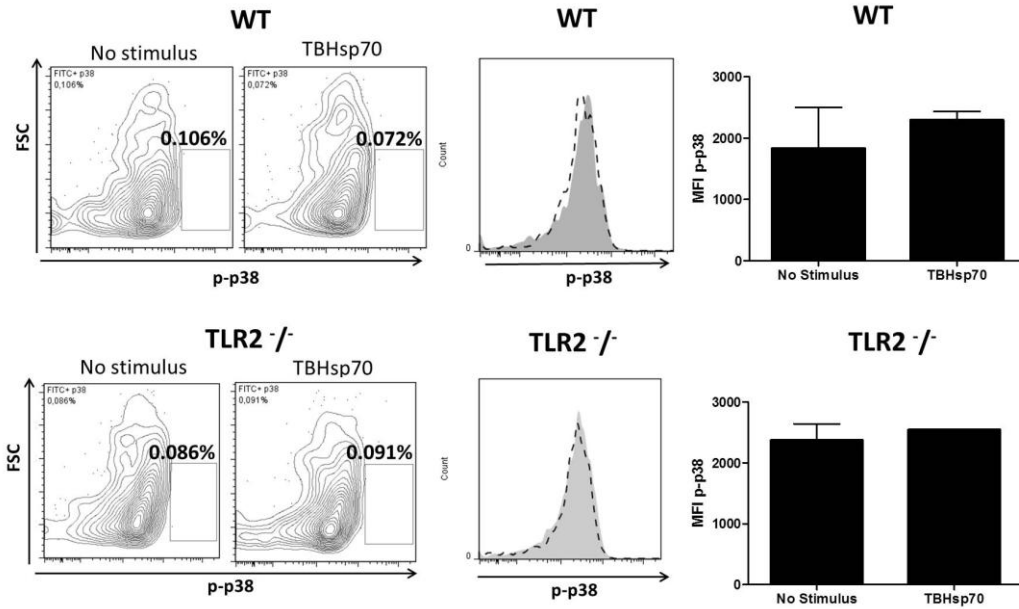 WT
No stimulus
TBHsp70
FITC+ p38
0,106%
0.106%
FITC+ p38
0,072%
0.072%
FSC
p-p38
WT
Count
0
p-p38
WT
MFI p-p38
3000
2000
1000
0
No Stimulus
TBHsp70
TLR2 -/-
No stimulus
TBHsp70
FITC+ p38
0,086%
0.086%
FITC+ p38
0,091%
0.091%
FSC
p-p38
TLR2 -/-
Count
0
p-p38
TLR2 -/-
MFI p-p38
3000
2000
1000
0
No Stimulus
TBHsp70